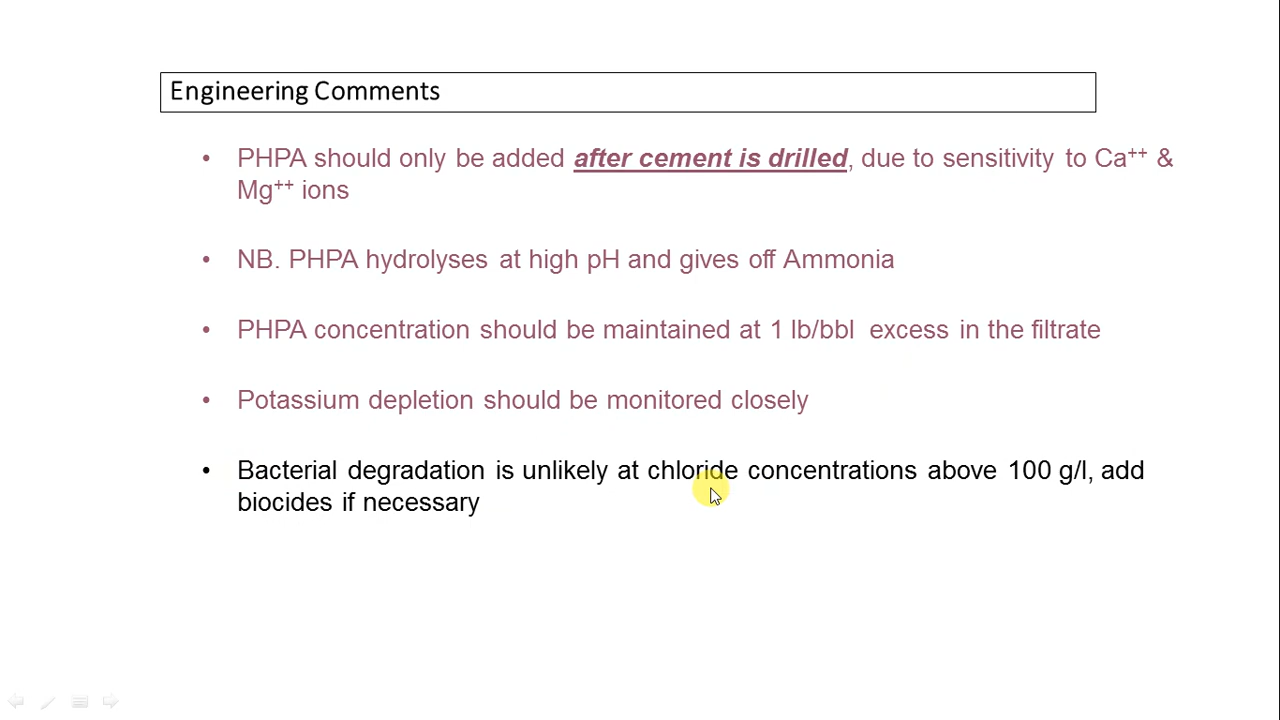 Engineering Comments
• PHPA should only be added after cement is drilled, due to sensitivity to Ca⁺⁺ &
Mg⁺⁺ ions
• NB. PHPA hydrolyses at high pH and gives off Ammonia
• PHPA concentration should be maintained at 1 lb/bbl excess in the filtrate
• Potassium depletion should be monitored closely
• Bacterial degradation is unlikely at chloride concentrations above 100 g/l, add
biocides if necessary